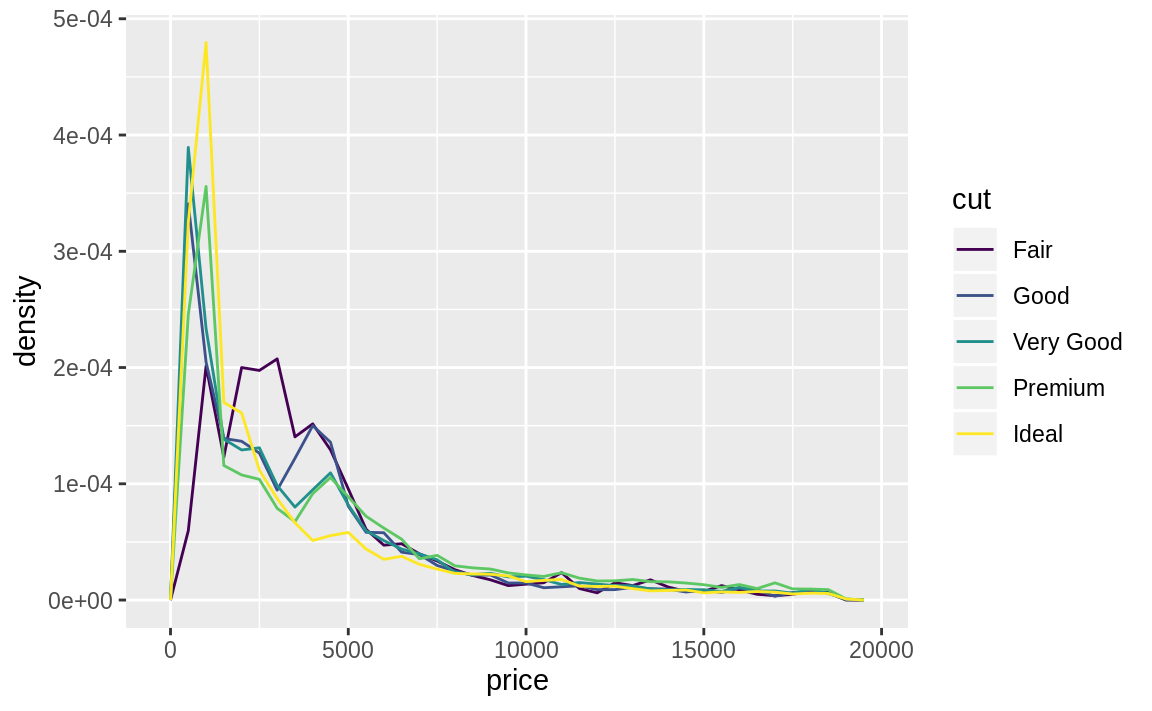 5e-04
4e-04
3e-04
2e-04
1e-04
0e+00
density
0 5000 10000 15000 20000
price
cut
Fair
Good
Very Good
Premium
Ideal